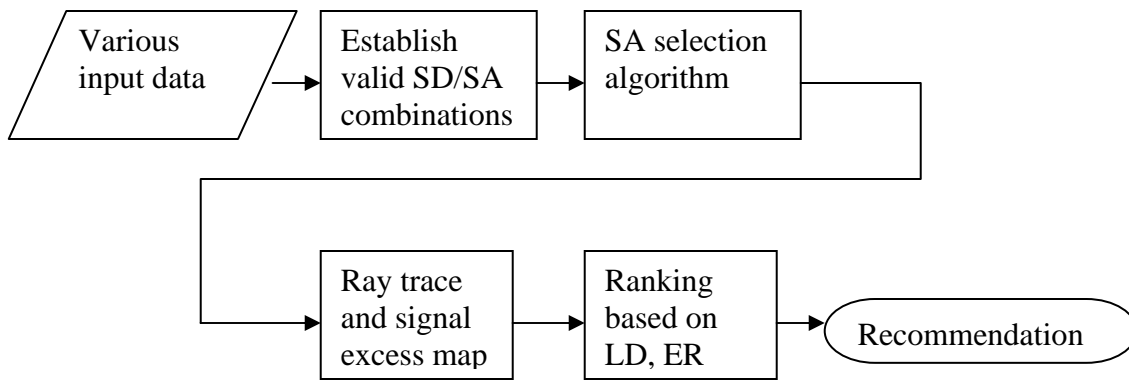 Various
input data
Establish
valid SD/SA
combinations
SA selection
algorithm
Ray trace
and signal
excess map
Ranking
based on
LD, ER
Recommendation